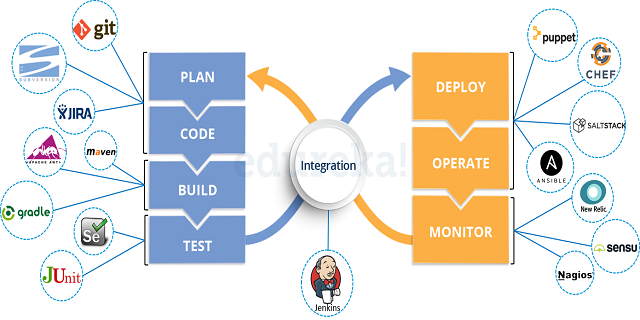 git
SUBVERSION
JIRA
APACHE ANT
maven
gradle
Se
JUnit
PLAN
CODE
BUILD
TEST
edureka!
Integration
Jenkins
DEPLOY
OPERATE
MONITOR
puppet
CHEF
SALTSTACK
ANSIBLE
New Relic.
sensu
Nagios